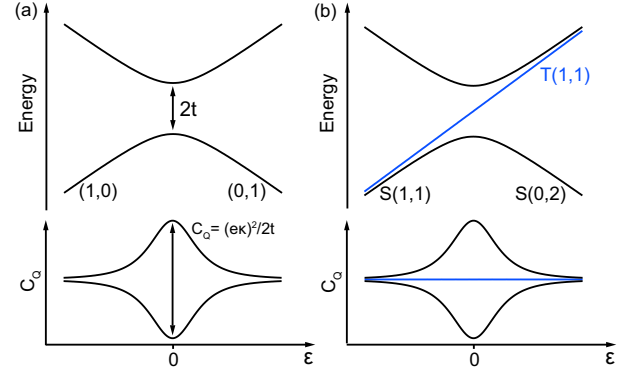 (a)
Energy
2t
(1,0)
(0,1)
C_Q
C_Q = (eκ)²/2t
0
ε
(b)
Energy
T(1,1)
S(1,1)
S(0,2)
C_Q
0
ε